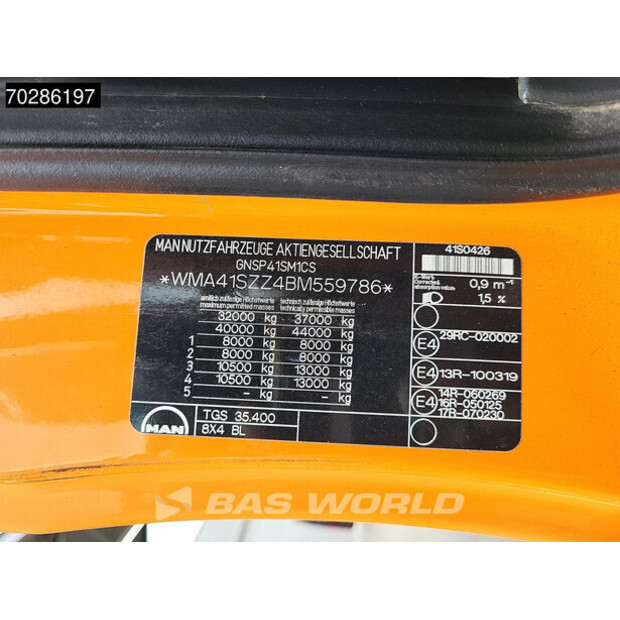 70286197
MAN NUTZFAHRZEUGE AKTIENGESELLSCHAFT
GNSP41SM1CS
*WMA41SZZ4BM559786*
amtlich zulässige Höchstwerte technisch zulässige Höchstwerte
maximum permitted masses technically permissible masses
32000 kg 37000 kg
40000 kg 44000 kg
1 8000 kg 8000 kg
2 8000 kg 8000 kg
3 10500 kg 13000 kg
4 10500 kg 13000 kg
5 - kg - kg
MAN
TGS 35.400
8X4 BL
41S0426
Corrected absorption value: 0,9 m⁻¹
1,5 %
E4 29RC-020002
E4 13R-100319
14R-060269
E4 16R-050125
17R-070230
BAS WORLD